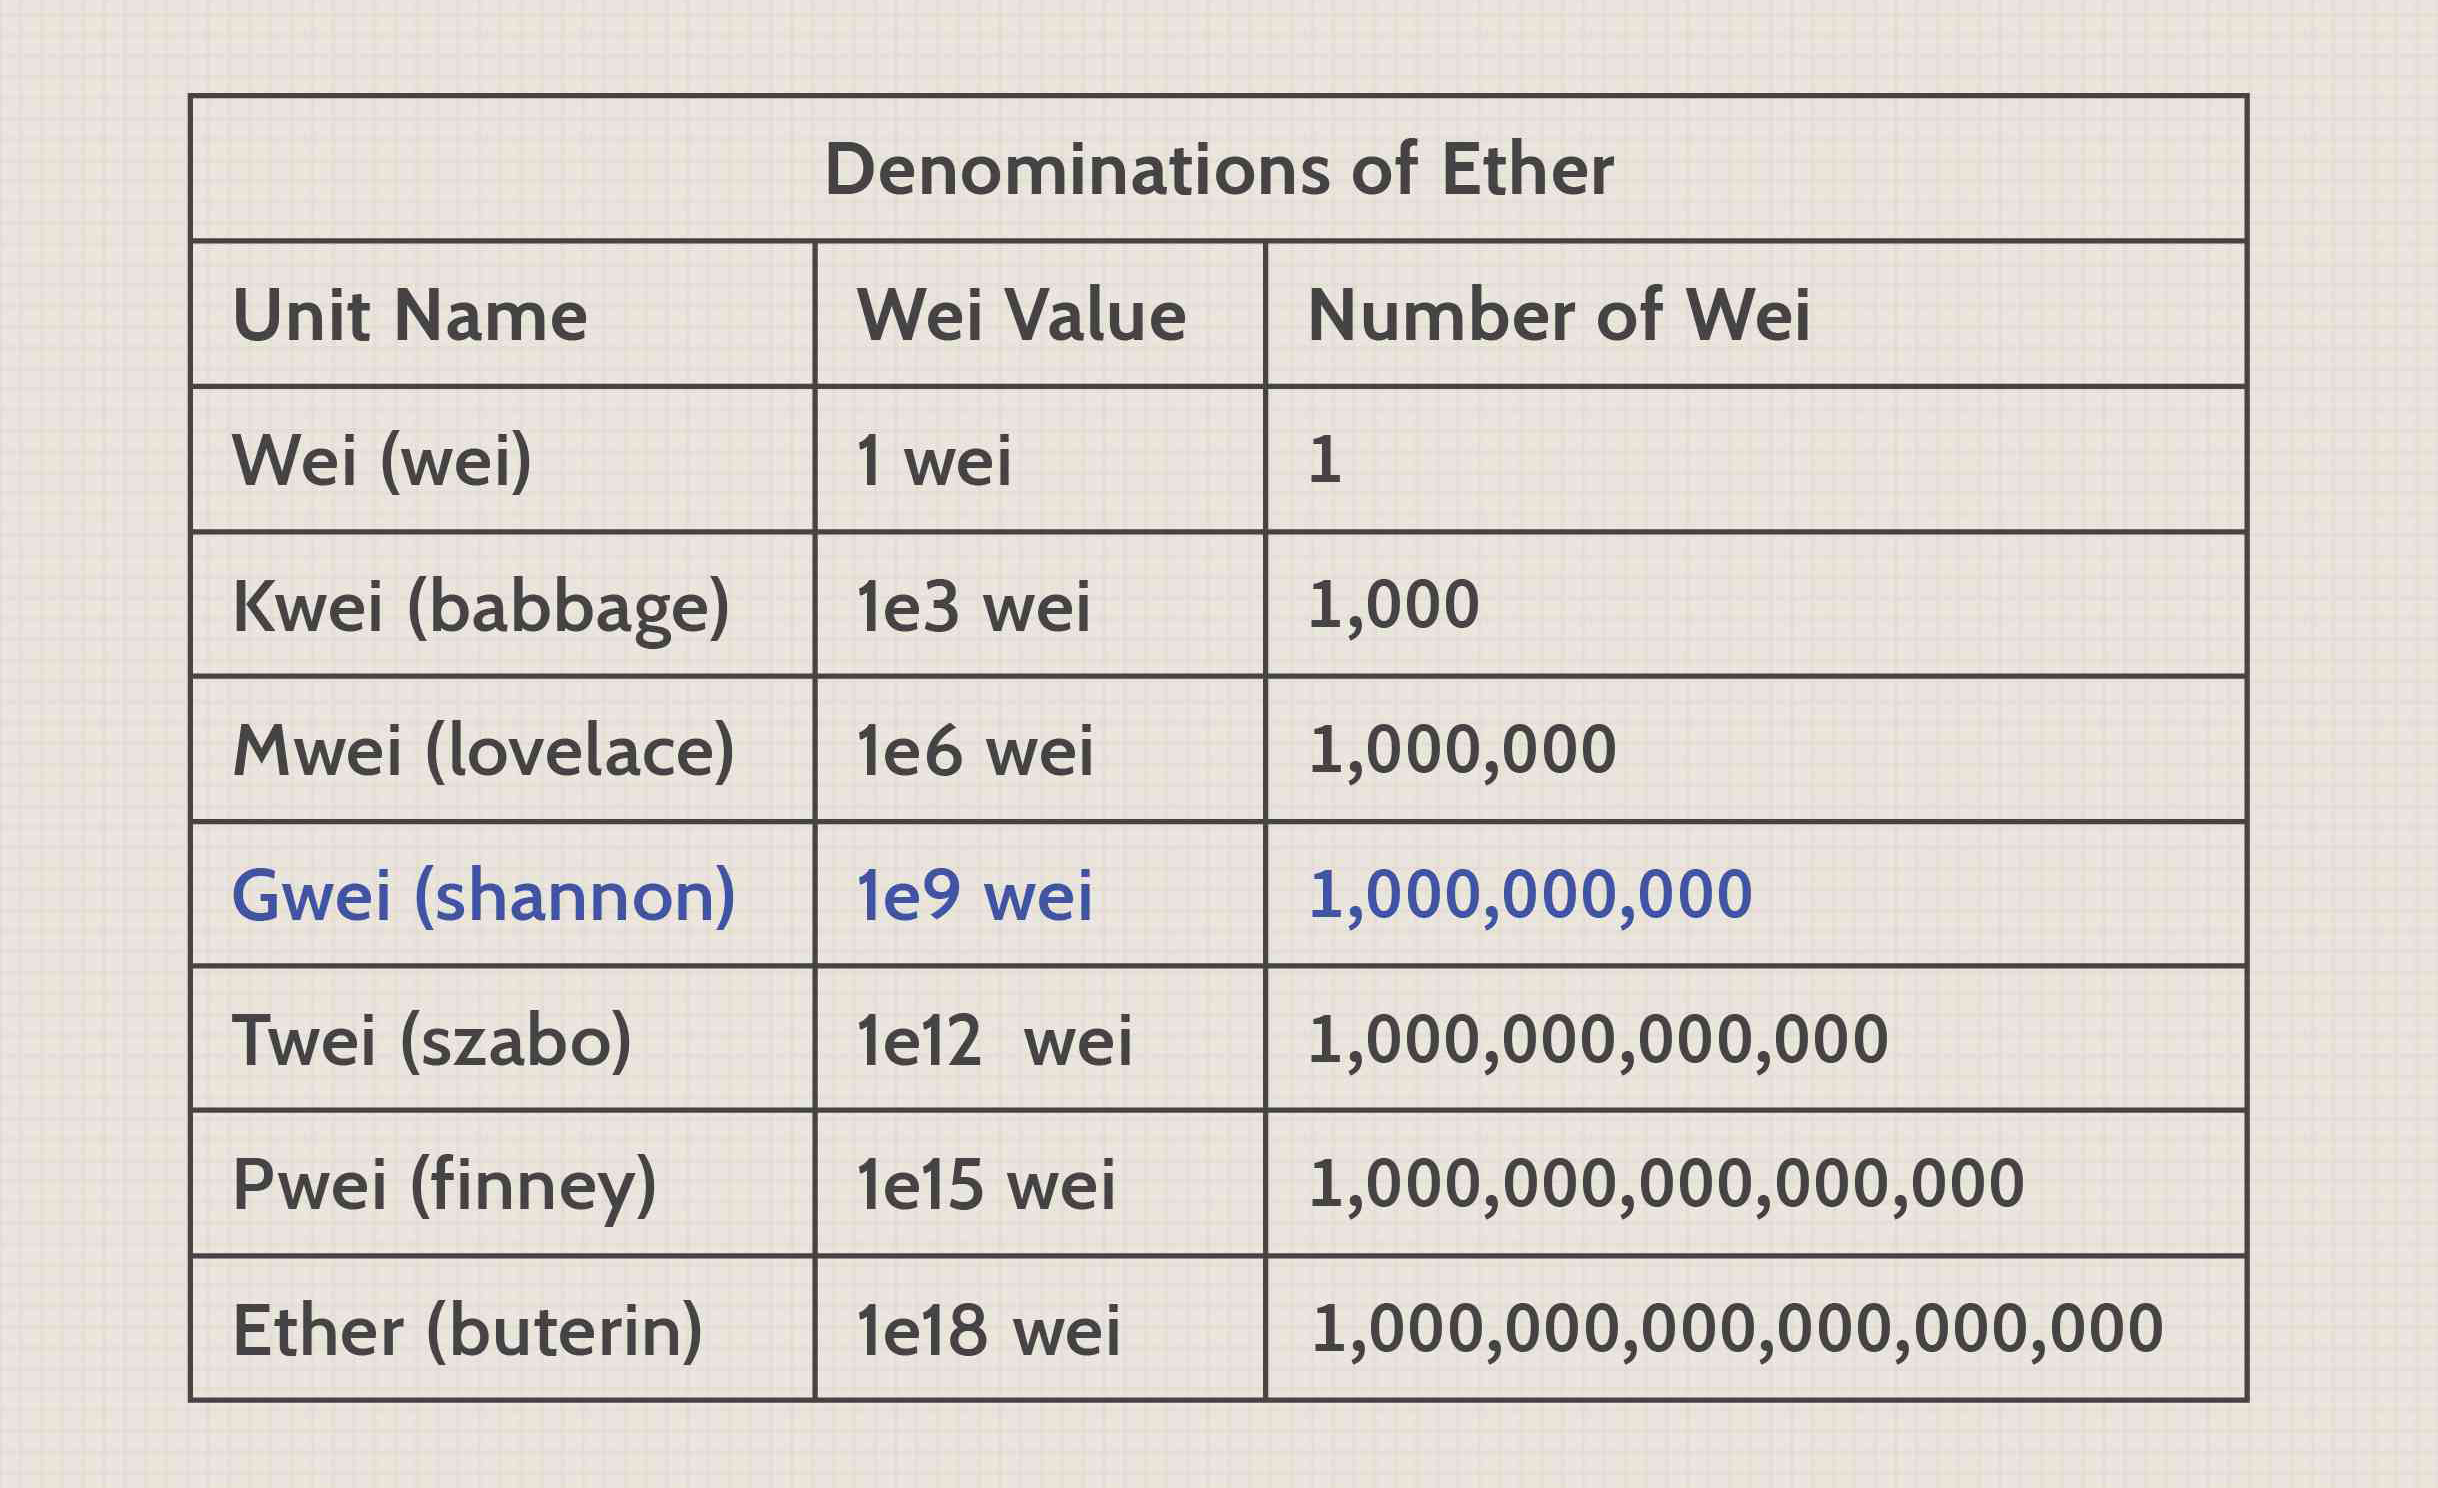 Denominations of Ether
Unit Name Wei Value Number of Wei
Wei (wei) 1 wei 1
Kwei (babbage) 1e3 wei 1,000
Mwei (lovelace) 1e6 wei 1,000,000
Gwei (shannon) 1e9 wei 1,000,000,000
Twei (szabo) 1e12 wei 1,000,000,000,000
Pwei (finney) 1e15 wei 1,000,000,000,000,000
Ether (buterin) 1e18 wei 1,000,000,000,000,000,000